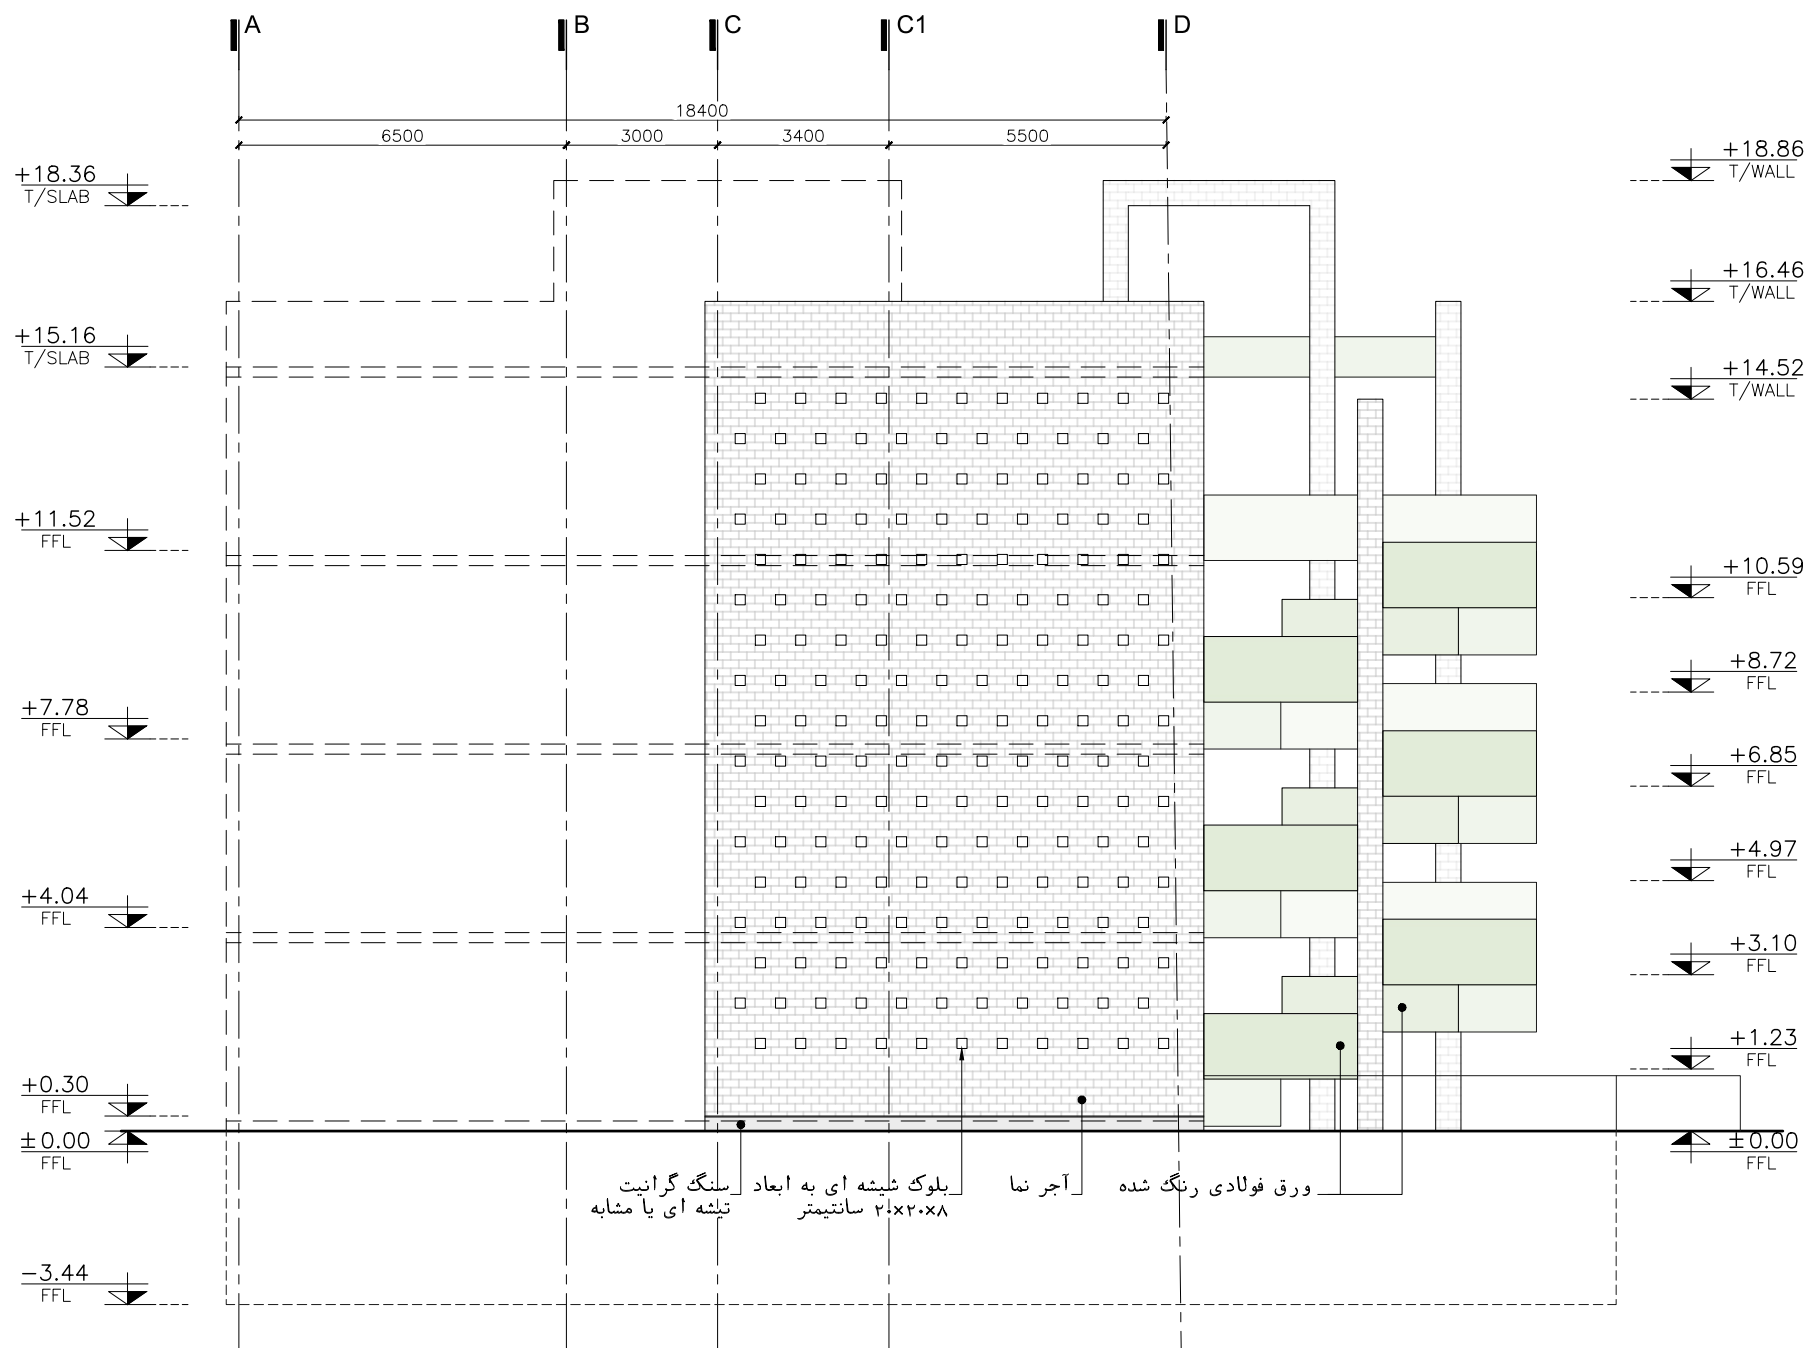 A B C C1 D
18400
6500 3000 3400 5500
+18.36
T/SLAB
+15.16
T/SLAB
+11.52
FFL
+7.78
FFL
+4.04
FFL
+0.30
FFL
±0.00
FFL
−3.44
FFL
+18.86
T/WALL
+16.46
T/WALL
+14.52
T/WALL
+10.59
FFL
+8.72
FFL
+6.85
FFL
+4.97
FFL
+3.10
FFL
+1.23
FFL
±0.00
FFL
ورق فولادی رنگ شده
آجر نما
بلوک شیشه ای به ابعاد
۲۰×۲۰×۸ سانتیمتر
سنگ گرانیت
تیشه ای یا مشابه